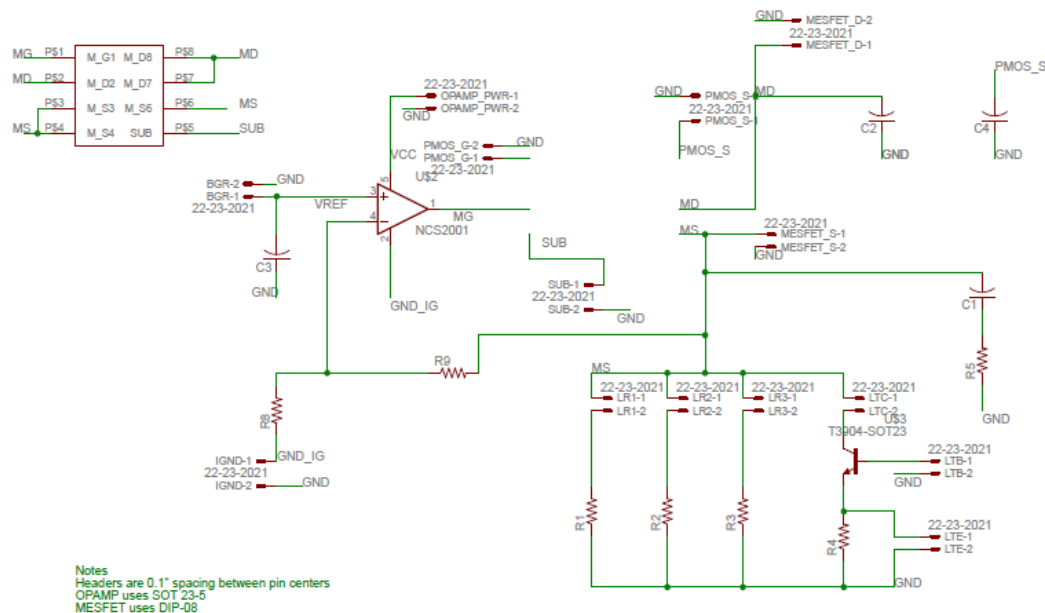 MESFET_D-2
GND
22-23-2021
MESFET_D-1
MG P$1 M_G1 M_D8 P$8 MD
MD P$2 M_D2 M_D7 P$7
P$3 M_S3 M_S6 P$6 MS
MS P$4 M_S4 SUB P$5 SUB
PMOS_S
22-23-2021
OPAMP_PWR-1
OPAMP_PWR-2
GND
GND
PMOS_S-
MD
22-23-2021
PMOS_S-1
C2
C4
PMOS_G-2
GND
VCC
PMOS_G-1
22-23-2021
PMOS_S
GND
GND
U$2
BGR-2
GND
BGR-1
22-23-2021
VREF
3
5
4
1
2
MG
NCS2001
MD
22-23-2021
MS
MESFET_S-1
MESFET_S-2
GND
SUB
C3
GND
GND_IG
SUB-1
22-23-2021
SUB-2
GND
C1
R9
R5
MS
22-23-2021
22-23-2021
22-23-2021
22-23-2021
LR1-1
LR2-1
LR3-1
LTC-1
LR1-2
LR2-2
LR3-2
LTC-2
GND
R8
U$3
T3904-SOT23
IGND-1
GND_IG
22-23-2021
IGND-2
GND
LTB-1
22-23-2021
LTB-2
GND
R1
R2
R3
R4
22-23-2021
LTE-1
LTE-2
GND
Notes
Headers are 0.1" spacing between pin centers
OPAMP uses SOT 23-5
MESFET uses DIP-08